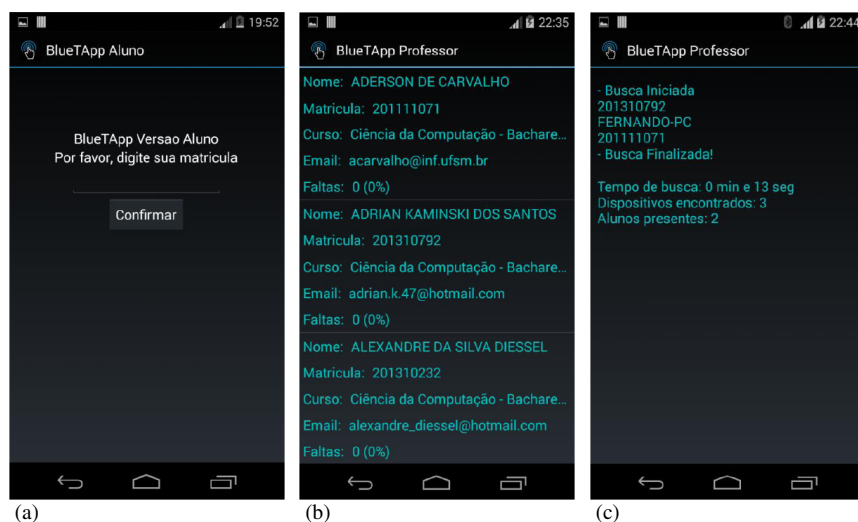 19:52
BlueTApp Aluno
BlueTApp Versao Aluno
Por favor, digite sua matricula
Confirmar
(a)
22:35
BlueTApp Professor
Nome: ADERSON DE CARVALHO
Matricula: 201111071
Curso: Ciência da Computação - Bachare...
Email: acarvalho@inf.ufsm.br
Faltas: 0 (0%)
Nome: ADRIAN KAMINSKI DOS SANTOS
Matricula: 201310792
Curso: Ciência da Computação - Bachare...
Email: adrian.k.47@hotmail.com
Faltas: 0 (0%)
Nome: ALEXANDRE DA SILVA DIESSEL
Matricula: 201310232
Curso: Ciência da Computação - Bachare...
Email: alexandre_diessel@hotmail.com
Faltas: 0 (0%)
(b)
22:44
BlueTApp Professor
- Busca Iniciada
201310792
FERNANDO-PC
201111071
- Busca Finalizada!
Tempo de busca: 0 min e 13 seg
Dispositivos encontrados: 3
Alunos presentes: 2
(c)